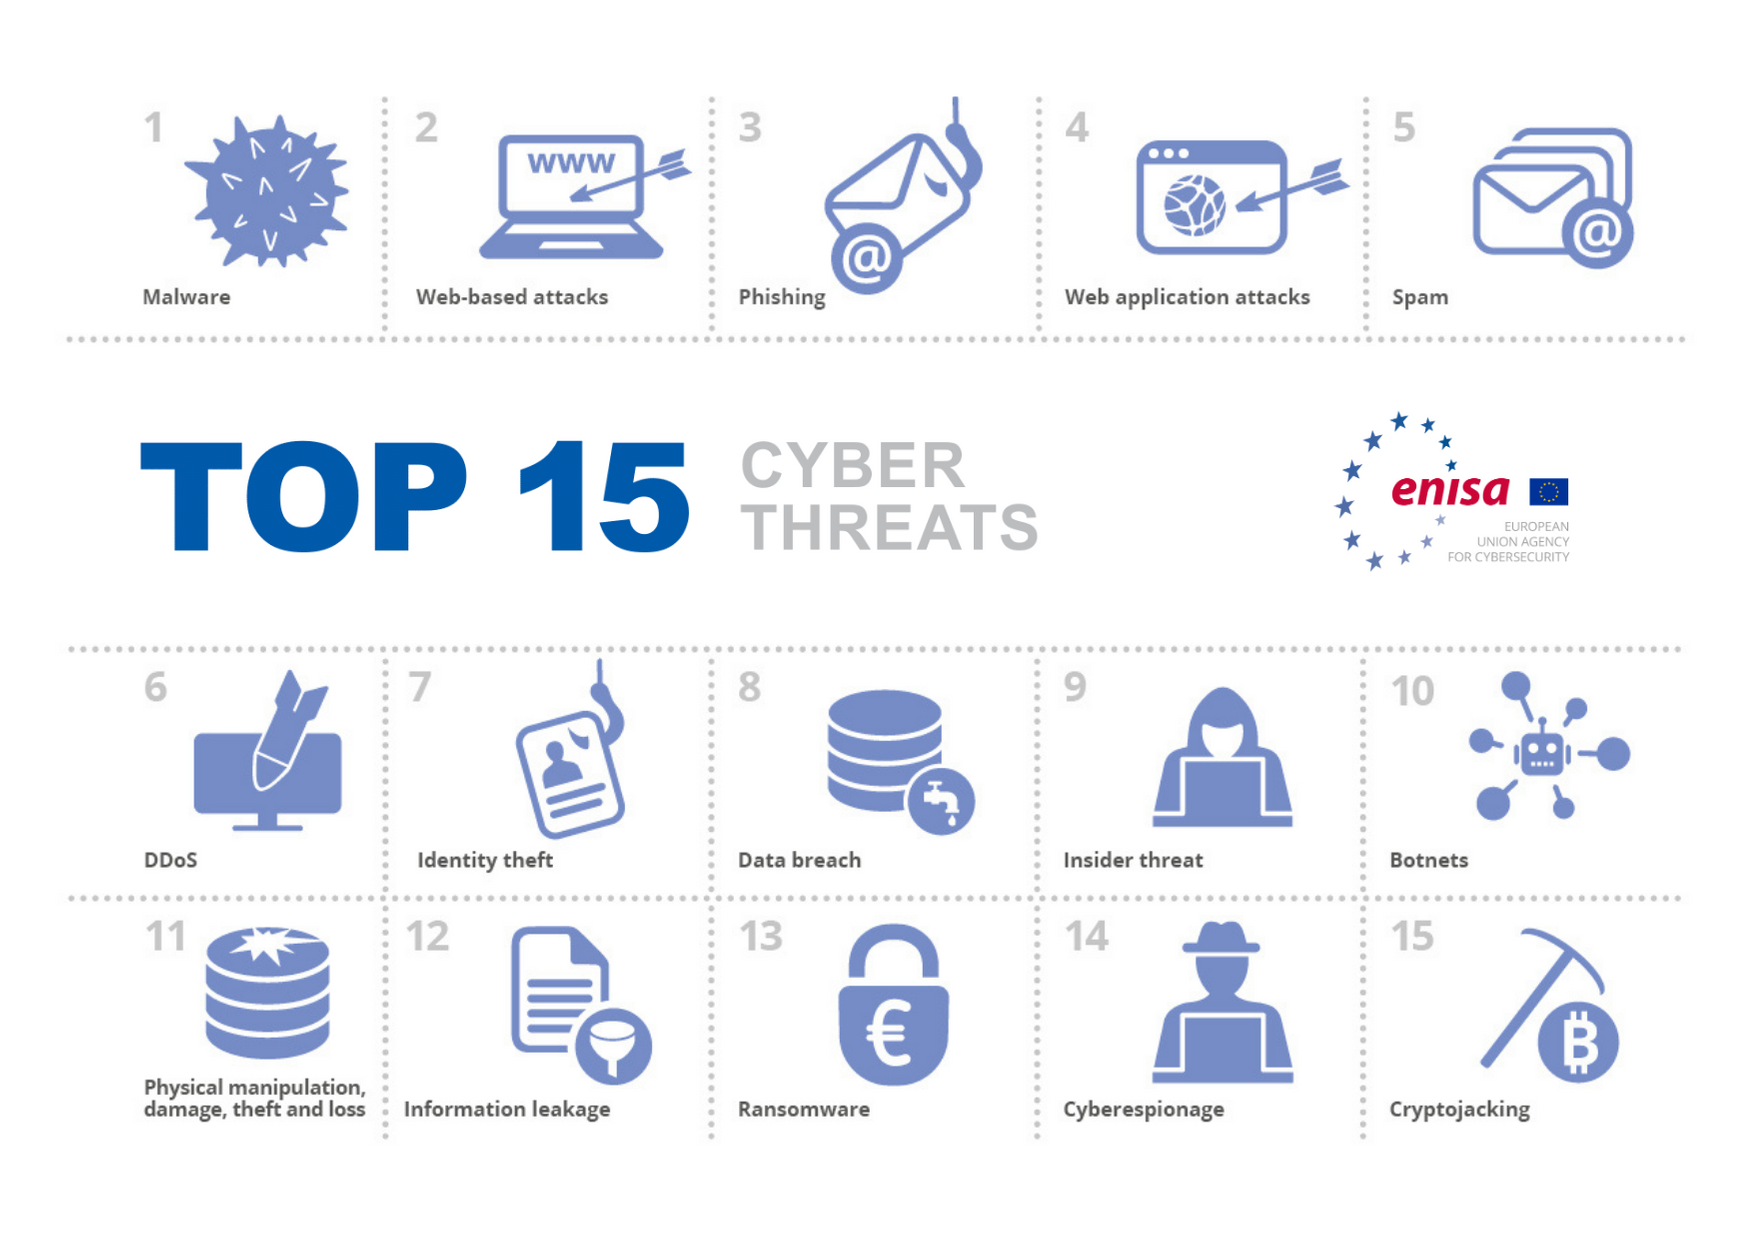 1
Malware
2
www
Web-based attacks
3
@
Phishing
4
Web application attacks
5
@
Spam
TOP 15
CYBER
THREATS
enisa
EUROPEAN
UNION AGENCY
FOR CYBERSECURITY
6
DDoS
7
Identity theft
8
Data breach
9
Insider threat
10
Botnets
11
Physical manipulation,
damage, theft and loss
12
Information leakage
13
€
Ransomware
14
Cyberespionage
15
₿
Cryptojacking